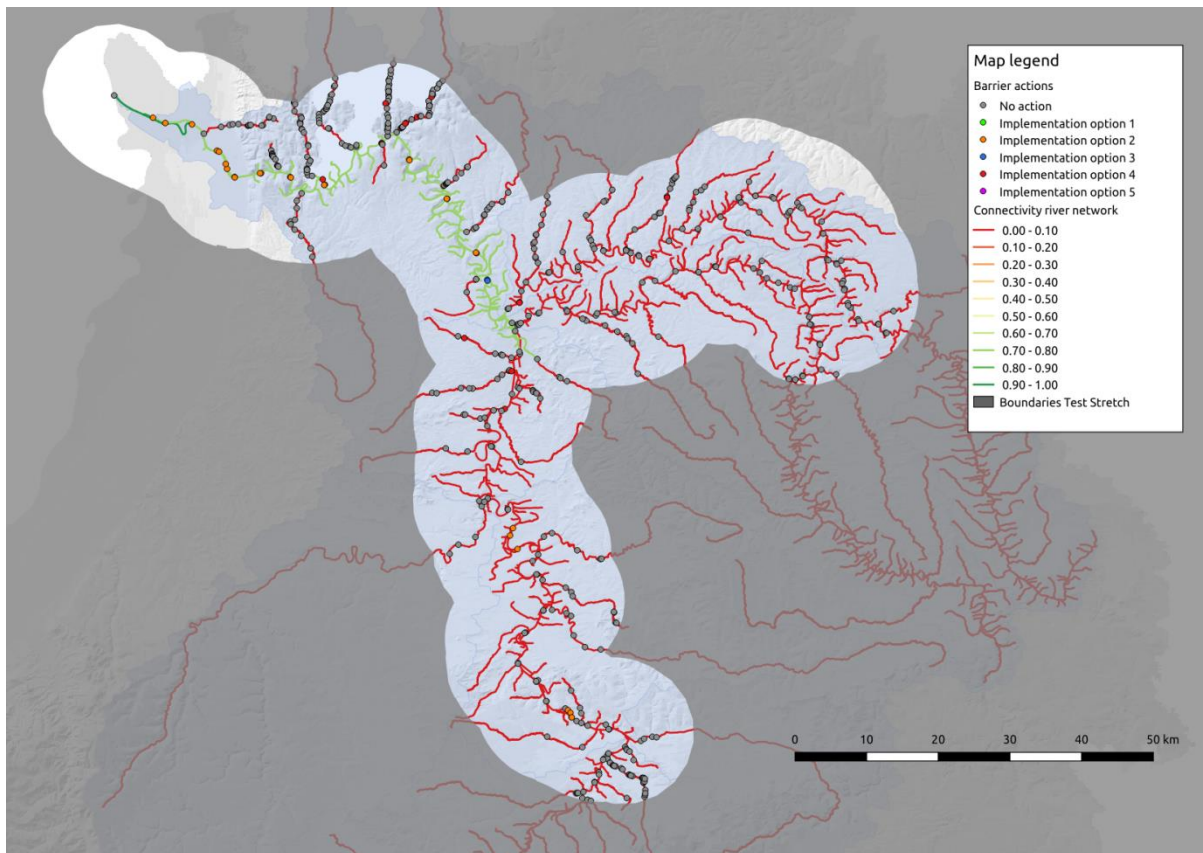 Map legend
Barrier actions
No action
Implementation option 1
Implementation option 2
Implementation option 3
Implementation option 4
Implementation option 5
Connectivity river network
0.00 - 0.10
0.10 - 0.20
0.20 - 0.30
0.30 - 0.40
0.40 - 0.50
0.50 - 0.60
0.60 - 0.70
0.70 - 0.80
0.80 - 0.90
0.90 - 1.00
Boundaries Test Stretch
0 10 20 30 40 50 km